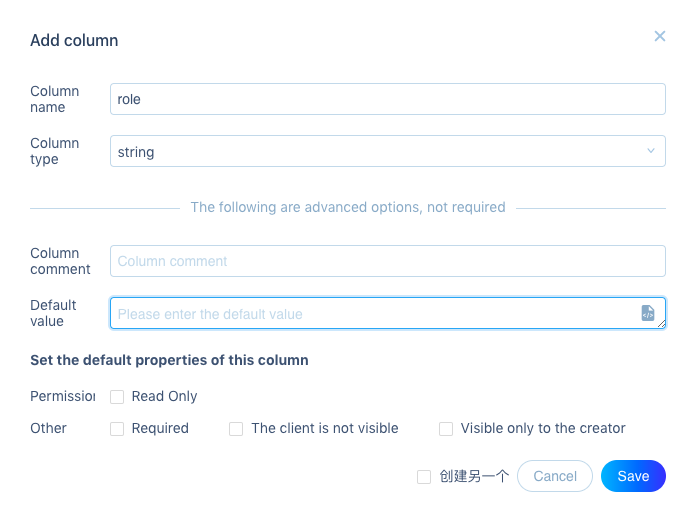 Add column
Column name
role
Column type
string
The following are advanced options, not required
Column comment
Column comment
Default value
Please enter the default value
Set the default properties of this column
Permission
Read Only
Other
Required
The client is not visible
Visible only to the creator
创建另一个
Cancel
Save